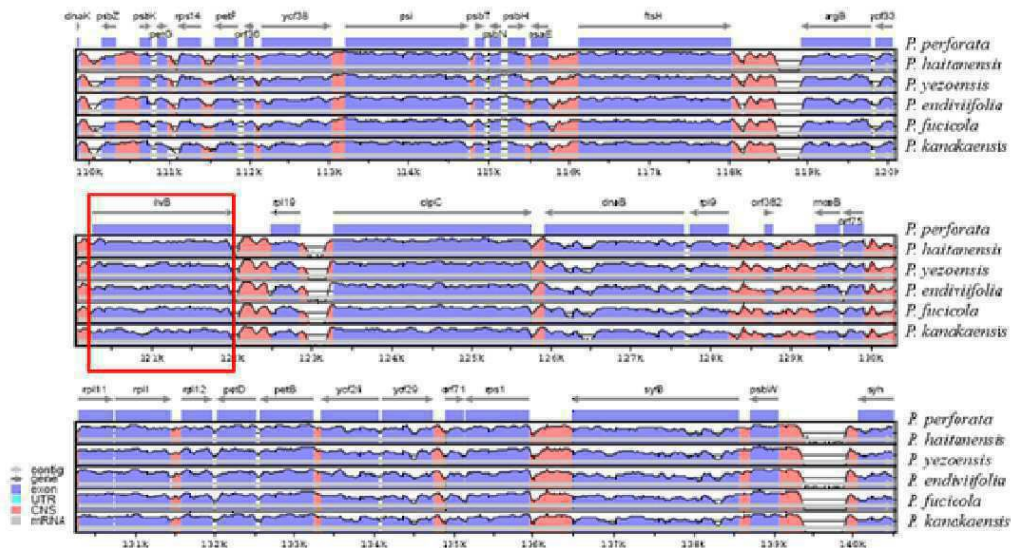 dnaK psbZ psbK rps14 petF ycf38 psi psbT psbH ftsH argB ycf33
petG orf36 psbN psaE
P. perforata
P. haitanensis
P. yezoensis
P. endiviifolia
P. fucicola
P. kanakaensis
110K 111K 112K 113K 114K 115K 116K 117K 118K 119K 120K
ilvB rpl19 clpC dnaB rpl9 orf382 moeB
orf75
P. perforata
P. haitanensis
P. yezoensis
P. endiviifolia
P. fucicola
P. kanakaensis
121K 122K 123K 124K 125K 126K 127K 128K 129K 130K
rpl11 rpl1 rpl12 petD petB ycf24 ycf29 orf71 rps1 syfB psbW syh
P. perforata
P. haitanensis
P. yezoensis
P. endiviifolia
P. fucicola
P. kanakaensis
contig
gene
exon
UTR
CNS
mRNA
131K 132K 133K 134K 135K 136K 137K 138K 139K 140K